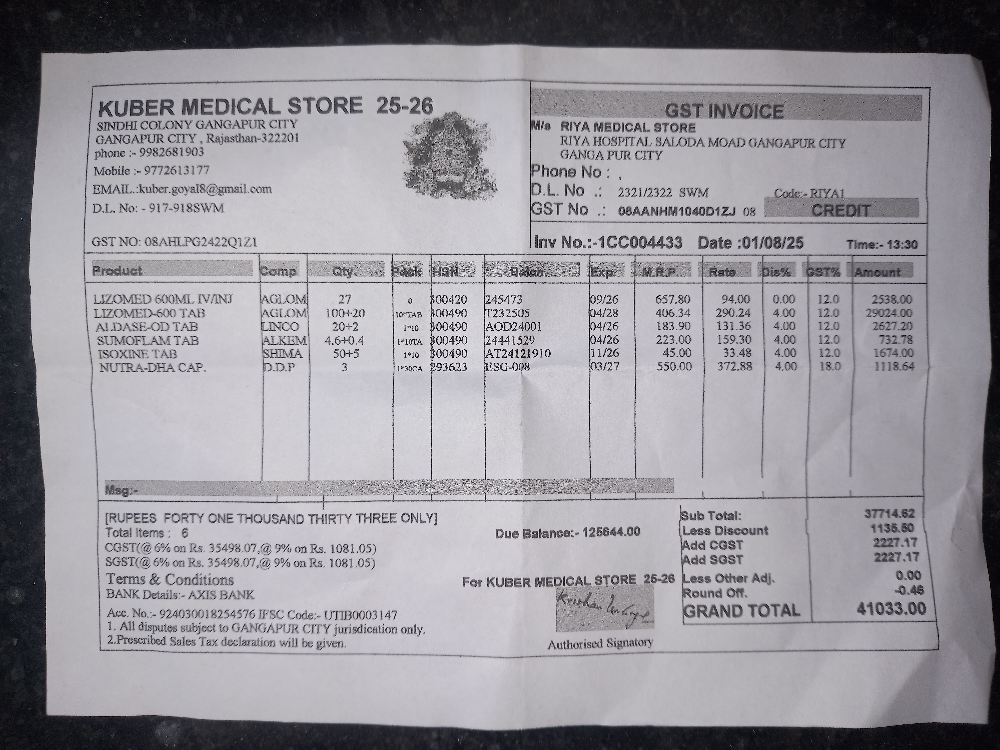 KUBER MEDICAL STORE 25-26
SINDHI COLONY GANGAPUR CITY
GANGAPUR CITY , Rajasthan-322201
phone :- 9982681903
Mobile :- 9772613177
EMAIL.:kuber.goyal8@gmail.com
D.L. No: - 917-918SWM
GST NO: 08AHLPG2422Q1Z1
GST INVOICE
M/s RIYA MEDICAL STORE
RIYA HOSPITAL SALODA MOAD GANGAPUR CITY
GANGA PUR CITY
Phone No : ,
D.L. No .: 2321/2322 SWM Code:- RIYA1
GST No .: 08AANHM1040D1ZJ 08 CREDIT
Inv No.:-1CC004433 Date :01/08/25 Time:- 13:30
Product Comp Qty. Pack HSN Batch Exp M.R.P. Rate Dis% GST% Amount
LIZOMED 600ML IV/INJ AGLOM 27 0 300420 245473 09/26 657.80 94.00 0.00 12.0 2538.00
LIZOMED-600 TAB AGLOM 100+20 10*TAB 300490 T232505 04/28 406.34 290.24 4.00 12.0 29024.00
ALDASE-OD TAB LINCO 20+2 1*10 300490 AOD24001 04/26 183.90 131.36 4.00 12.0 2627.20
SUMOFLAM TAB ALKEM 4.6+0.4 1*10TA 300490 24441529 04/26 223.00 159.30 4.00 12.0 732.78
ISOXINE TAB SHIMA 50+5 1*10 300490 AT24121910 11/26 45.00 33.48 4.00 12.0 1674.00
NUTRA-DHA CAP. D.D.P 3 1*30CA 293623 ESG-008 03/27 550.00 372.88 4.00 18.0 1118.64
Msg:-
[RUPEES FORTY ONE THOUSAND THIRTY THREE ONLY]
Total Items : 6 Due Balance:- 125644.00
CGST(@ 6% on Rs. 35498.07,@ 9% on Rs. 1081.05)
SGST(@ 6% on Rs. 35498.07,@ 9% on Rs. 1081.05)
Terms & Conditions
BANK Details:- AXIS BANK
Acc. No.:- 924030018254576 IFSC Code:- UTIB0003147
1. All disputes subject to GANGAPUR CITY jurisdication only.
2.Prescribed Sales Tax declaration will be given.
For KUBER MEDICAL STORE 25-26
Authorised Signatory
Sub Total: 37714.62
Less Discount 1135.50
Add CGST 2227.17
Add SGST 2227.17
Less Other Adj. 0.00
Round Off. -0.46
GRAND TOTAL 41033.00